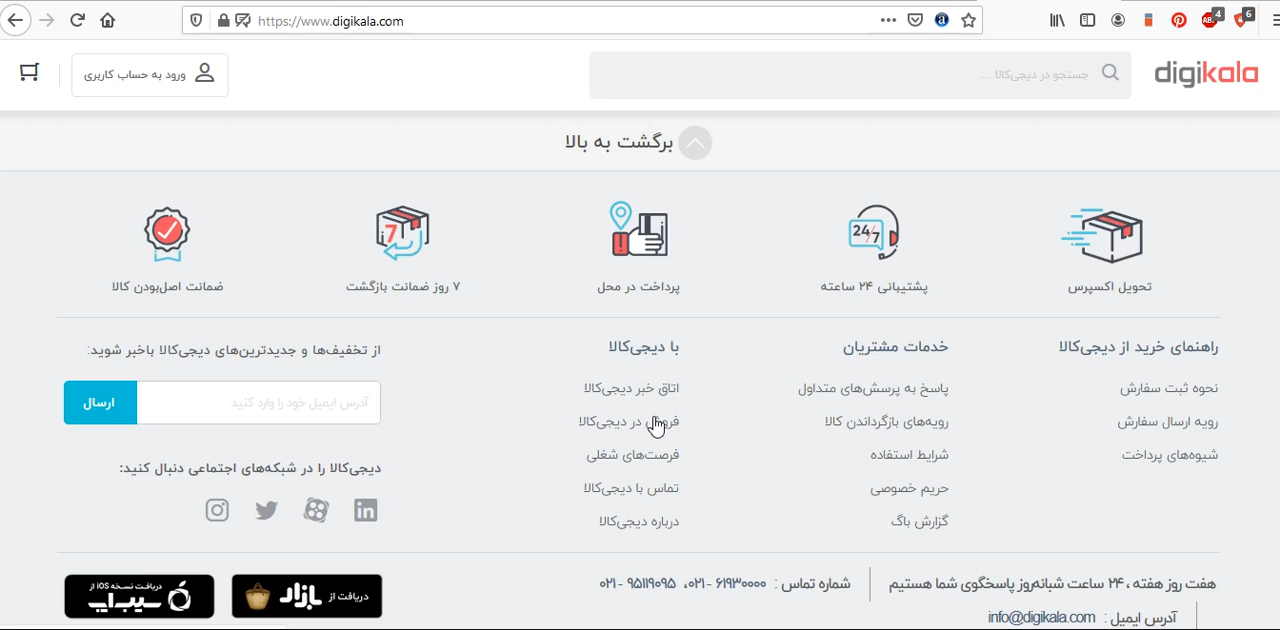 https://www.digikala.com
4
6
digikala
جستجو در دیجی‌کالا ...
ورود به حساب کاربری
برگشت به بالا
24/7
7
تحویل اکسپرس
پشتیبانی ۲۴ ساعته
پرداخت در محل
۷ روز ضمانت بازگشت
ضمانت اصل‌بودن کالا
راهنمای خرید از دیجی‌کالا
نحوه ثبت سفارش
رویه ارسال سفارش
شیوه‌های پرداخت
خدمات مشتریان
پاسخ به پرسش‌های متداول
رویه‌های بازگرداندن کالا
شرایط استفاده
حریم خصوصی
گزارش باگ
با دیجی‌کالا
اتاق خبر دیجی‌کالا
فروش در دیجی‌کالا
فرصت‌های شغلی
تماس با دیجی‌کالا
درباره دیجی‌کالا
از تخفیف‌ها و جدیدترین‌های دیجی‌کالا باخبر شوید:
آدرس ایمیل خود را وارد کنید
ارسال
دیجی‌کالا را در شبکه‌های اجتماعی دنبال کنید:
هفت روز هفته ، ۲۴ ساعت شبانه‌روز پاسخگوی شما هستیم
شماره تماس : ۶۱۹۳۰۰۰۰ - ۰۲۱، ۹۵۱۱۹۰۹۵ - ۰۲۱
آدرس ایمیل : info@digikala.com
دریافت از بازار
دریافت نسخه iOS از
سیب‌اپ